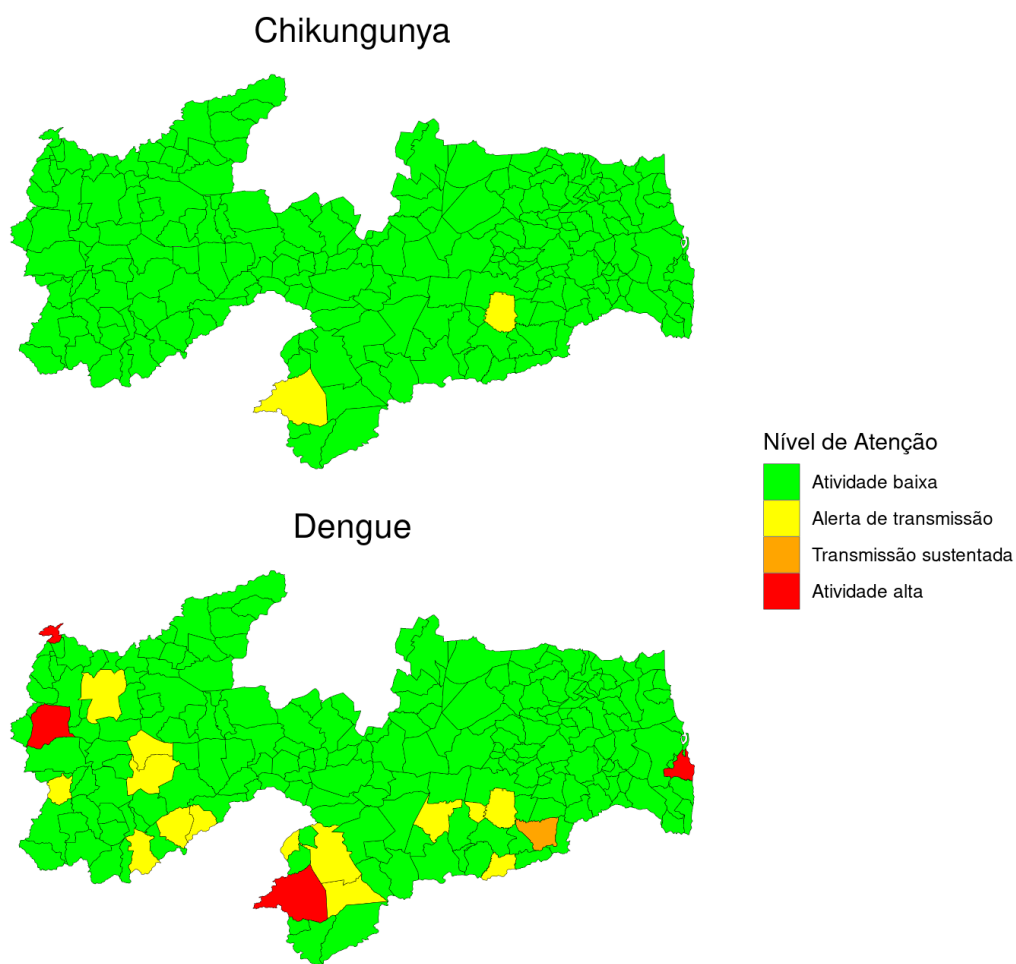 Chikungunya
Nível de Atenção
Atividade baixa
Alerta de transmissão
Transmissão sustentada
Atividade alta
Dengue